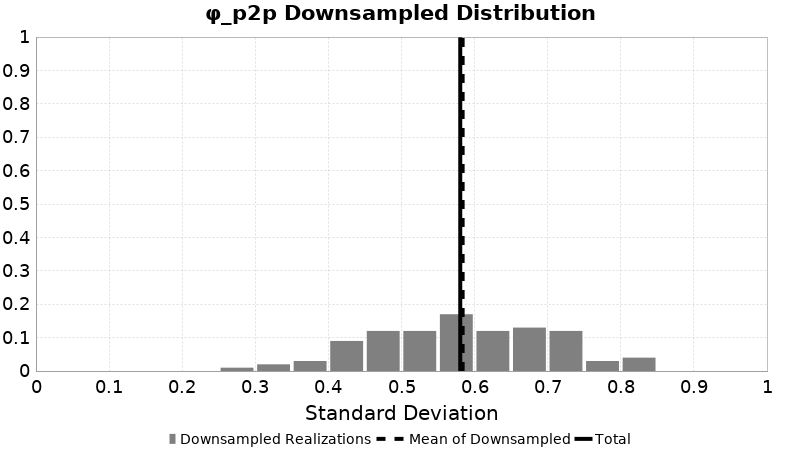 φ_p2p Downsampled Distribution
1
0.9
0.8
0.7
0.6
0.5
0.4
0.3
0.2
0.1
0
0 0.1 0.2 0.3 0.4 0.5 0.6 0.7 0.8 0.9 1
Standard Deviation
Downsampled Realizations Mean of Downsampled Total